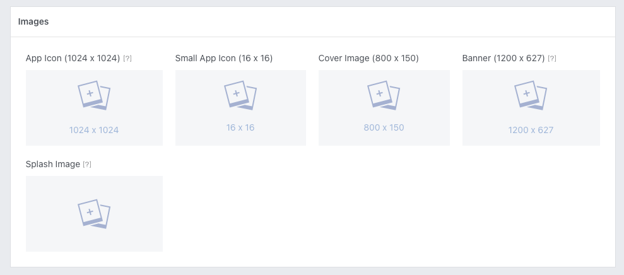 Images
App Icon (1024 x 1024) [?]
Small App Icon (16 x 16)
Cover Image (800 x 150)
Banner (1200 x 627) [?]
1024 x 1024
16 x 16
800 x 150
1200 x 627
Splash Image [?]